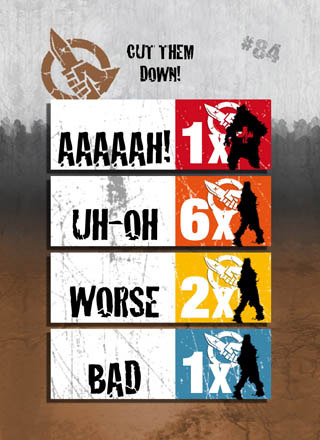 CUT THEM
DOWN!
#84
AAAAAH!
1X
UH-OH
6X
WORSE
2X
BAD
1X